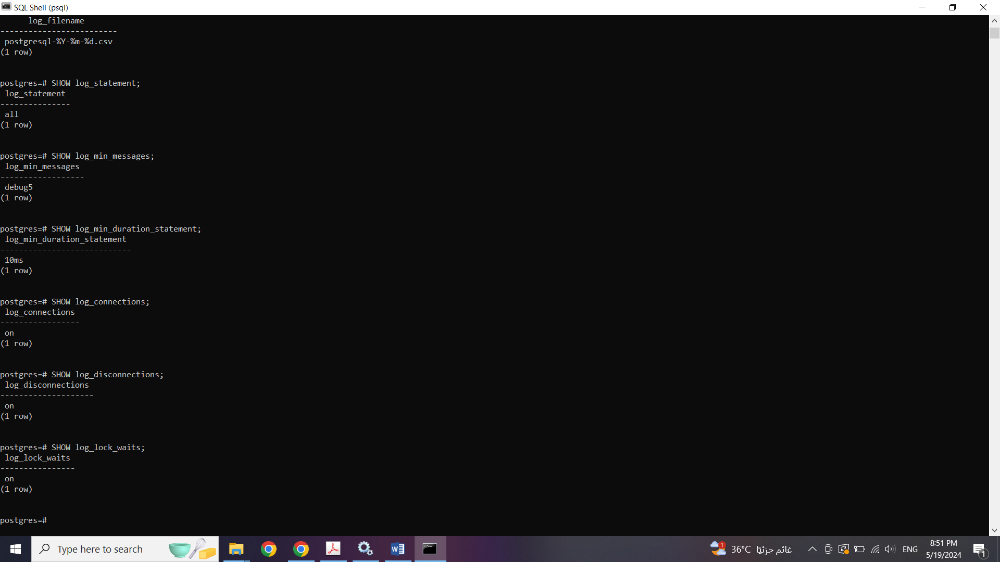 SQL Shell (psql)
log_filename
-------------------------
postgresql-%Y-%m-%d.csv
(1 row)
postgres=# SHOW log_statement;
log_statement
---------------
all
(1 row)
postgres=# SHOW log_min_messages;
log_min_messages
------------------
debug5
(1 row)
postgres=# SHOW log_min_duration_statement;
log_min_duration_statement
----------------------------
10ms
(1 row)
postgres=# SHOW log_connections;
log_connections
-----------------
on
(1 row)
postgres=# SHOW log_disconnections;
log_disconnections
--------------------
on
(1 row)
postgres=# SHOW log_lock_waits;
log_lock_waits
----------------
on
(1 row)
postgres=#
Type here to search
1
36°C غائم جزئيًا
ENG
8:51 PM
5/19/2024
1